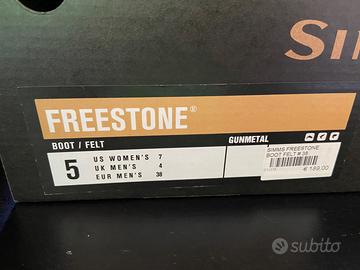 FREESTONE®
BOOT / FELT
GUNMETAL
5
US WOMEN'S 7
UK MEN'S 4
EUR MEN'S 38
SIMMS FREESTONE
BOOT FELT # 38
€ 189,00
subito